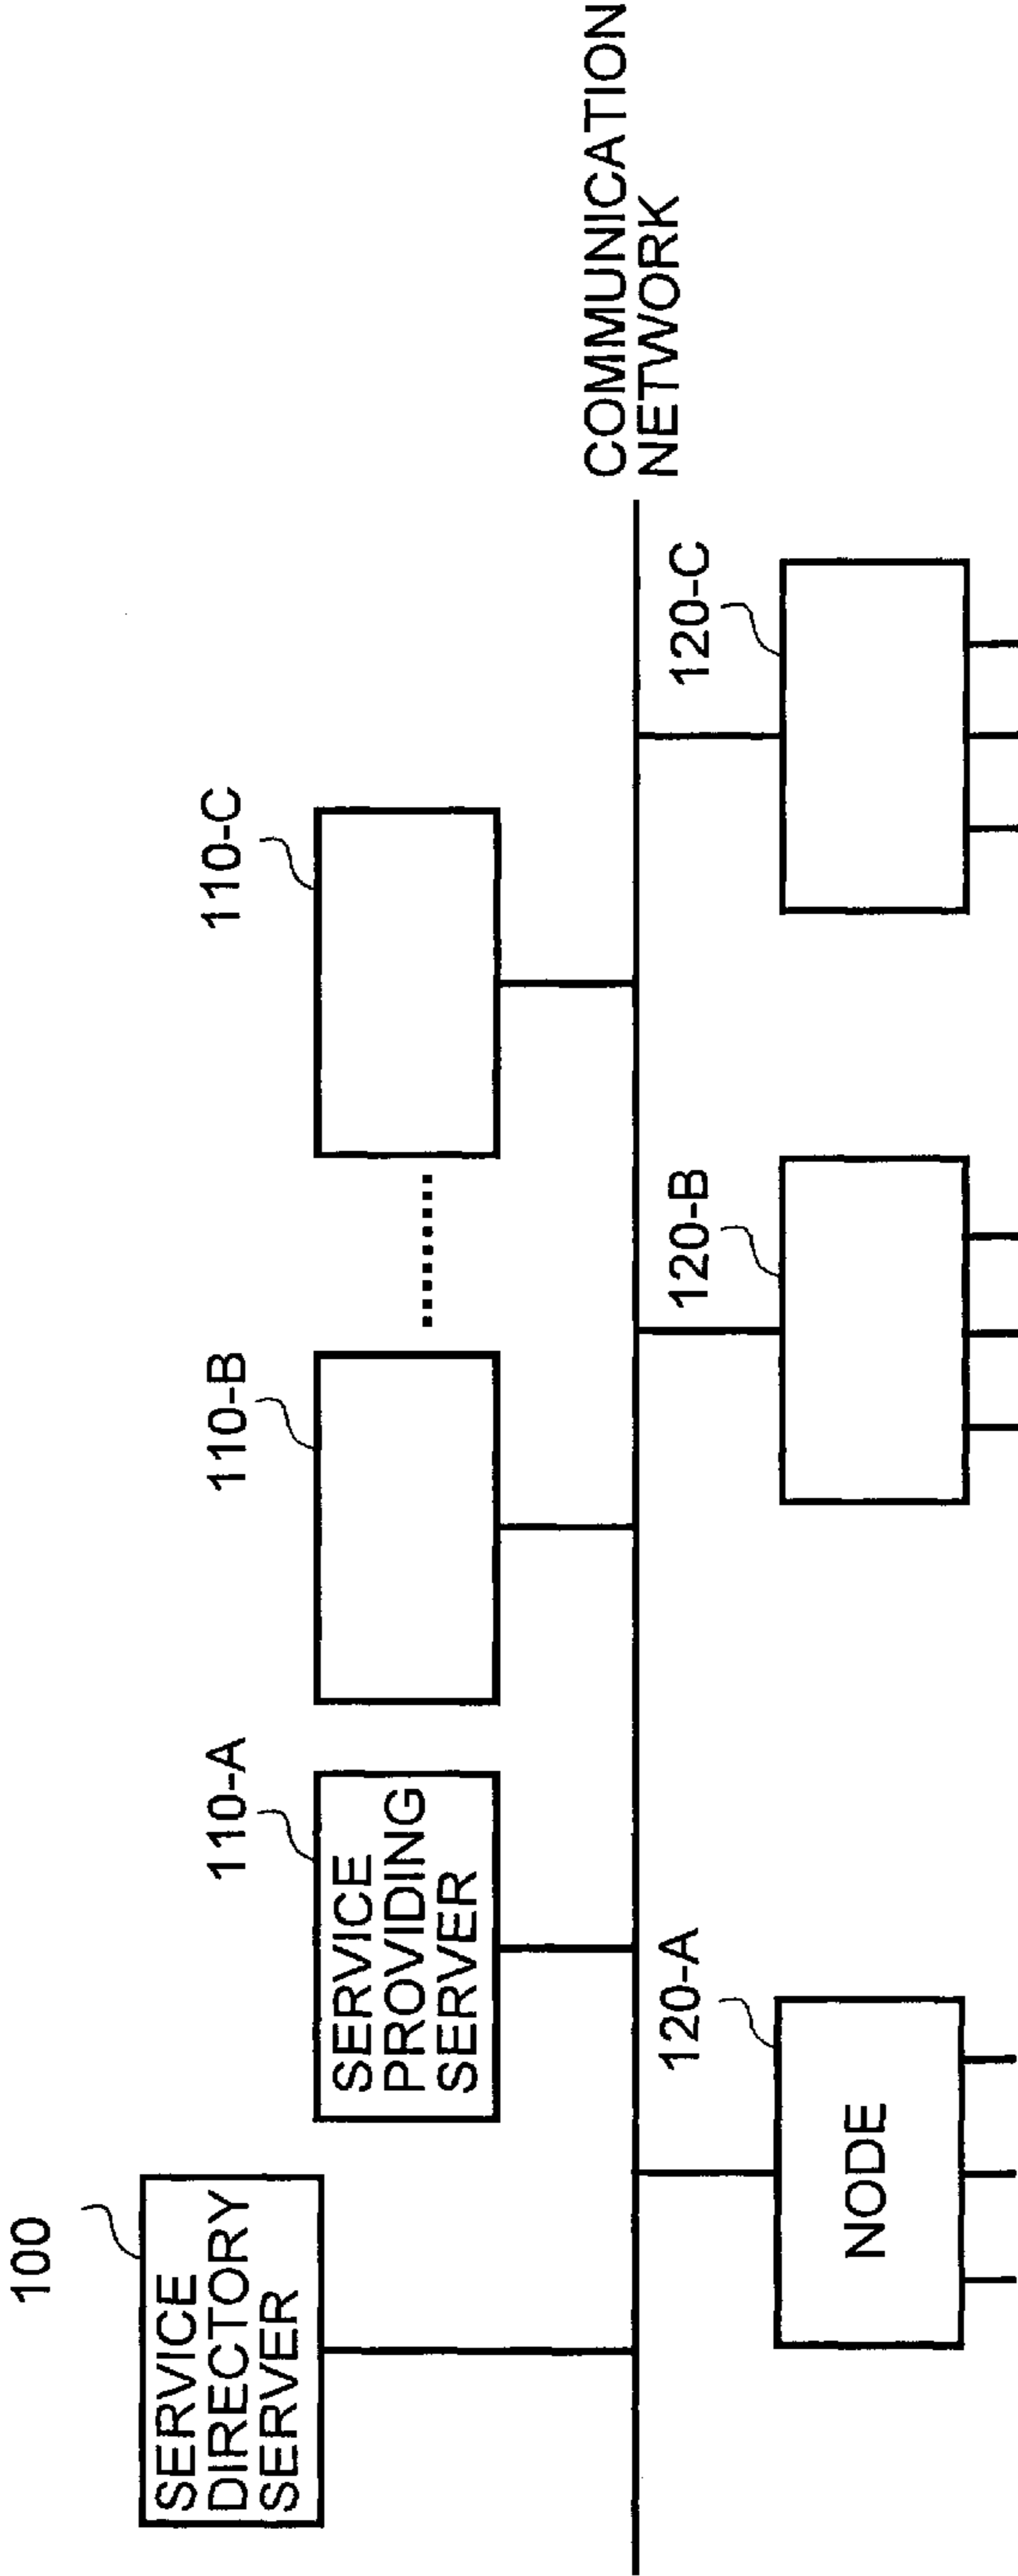 100
SERVICE
DIRECTORY
SERVER
110-A
SERVICE
PROVIDING
SERVER
110-B
110-C
COMMUNICATION
NETWORK
120-A
NODE
120-B
120-C